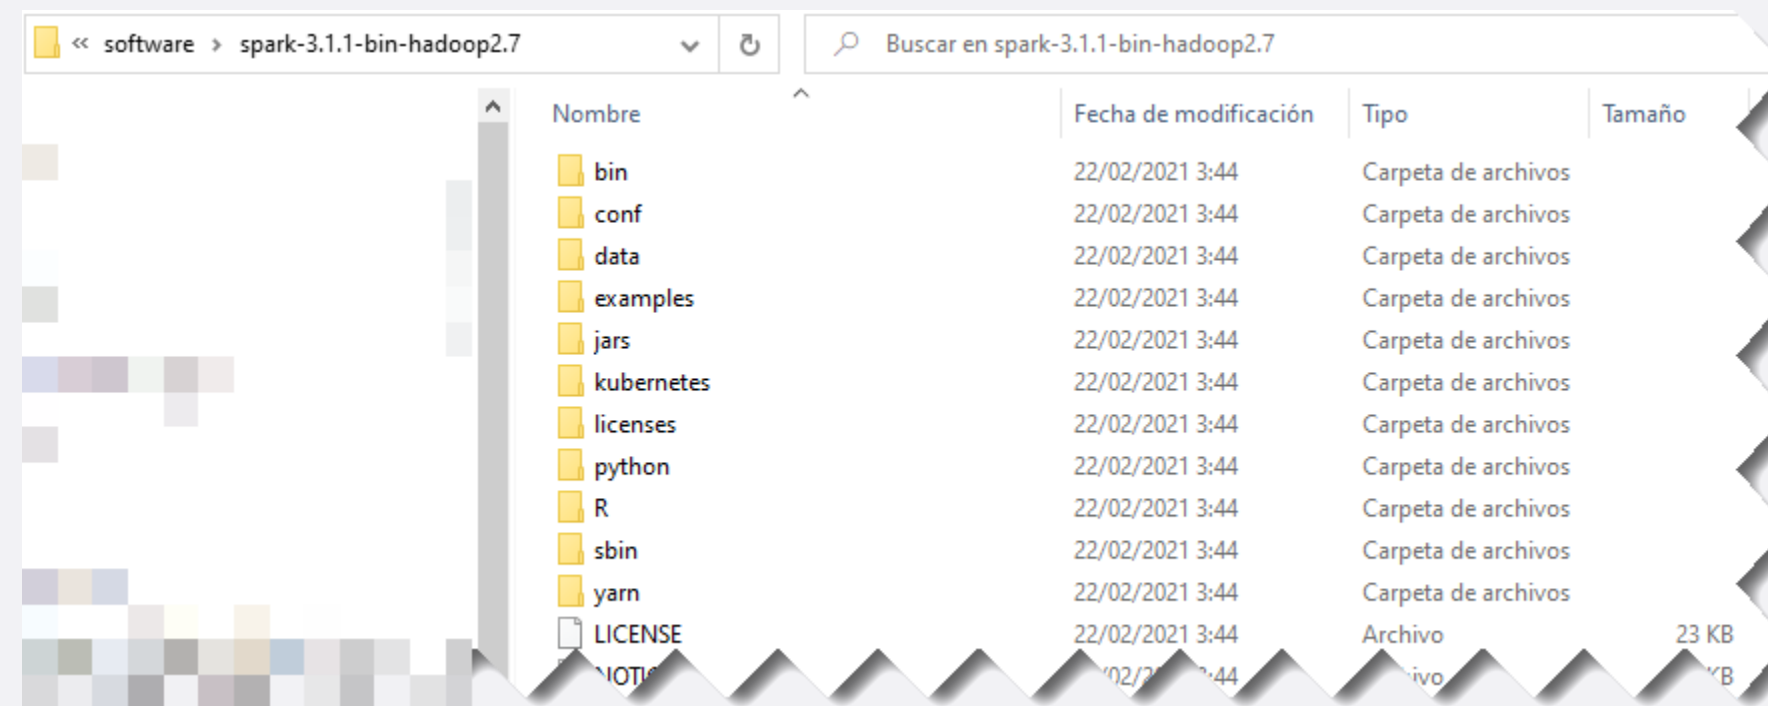 « software › spark-3.1.1-bin-hadoop2.7 Buscar en spark-3.1.1-bin-hadoop2.7
Nombre Fecha de modificación Tipo Tamaño
bin 22/02/2021 3:44 Carpeta de archivos
conf 22/02/2021 3:44 Carpeta de archivos
data 22/02/2021 3:44 Carpeta de archivos
examples 22/02/2021 3:44 Carpeta de archivos
jars 22/02/2021 3:44 Carpeta de archivos
kubernetes 22/02/2021 3:44 Carpeta de archivos
licenses 22/02/2021 3:44 Carpeta de archivos
python 22/02/2021 3:44 Carpeta de archivos
R 22/02/2021 3:44 Carpeta de archivos
sbin 22/02/2021 3:44 Carpeta de archivos
yarn 22/02/2021 3:44 Carpeta de archivos
LICENSE 22/02/2021 3:44 Archivo 23 KB